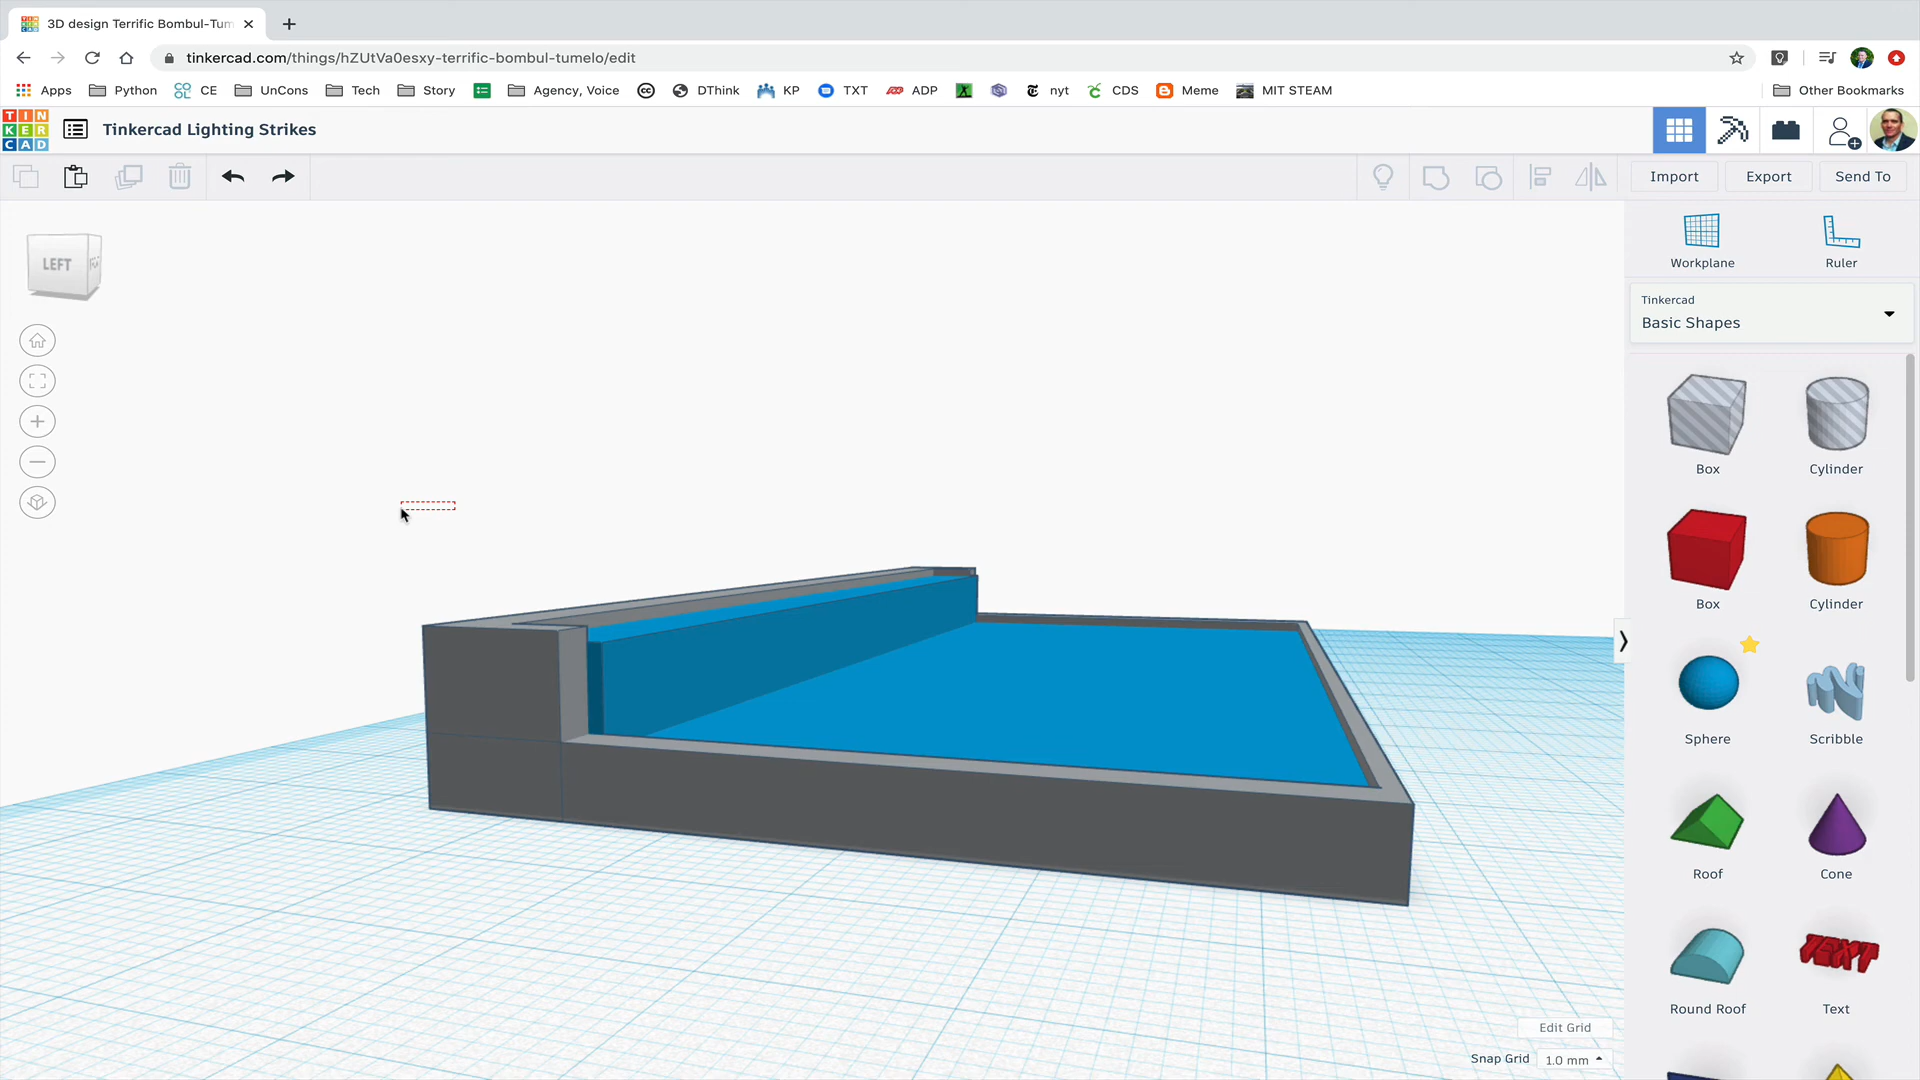 3D design Terrific Bombul-Tum
tinkercad.com/things/hZUtVa0esxy-terrific-bombul-tumelo/edit
Apps Python CE UnCons Tech Story Agency, Voice DThink KP TXT ADP nyt CDS Meme MIT STEAM Other Bookmarks
TINKERCAD Tinkercad Lighting Strikes
Import Export Send To
LEFT
Workplane Ruler
Tinkercad
Basic Shapes
Box Cylinder
Box Cylinder
Sphere Scribble
Roof Cone
TEXT
Round Roof Text
Edit Grid
Snap Grid 1.0 mm